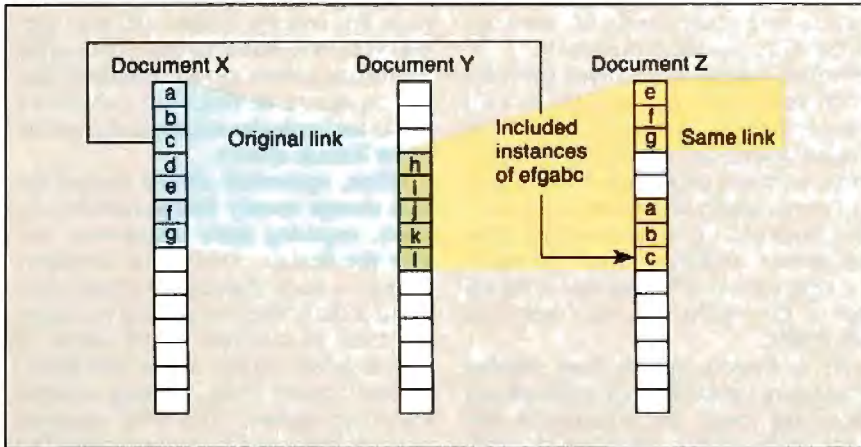 Document X
Document Y
Document Z
a
b
c
d
e
f
g
Original link
h
i
j
k
l
Included
instances
of efgabc
e
f
g
a
b
c
Same link